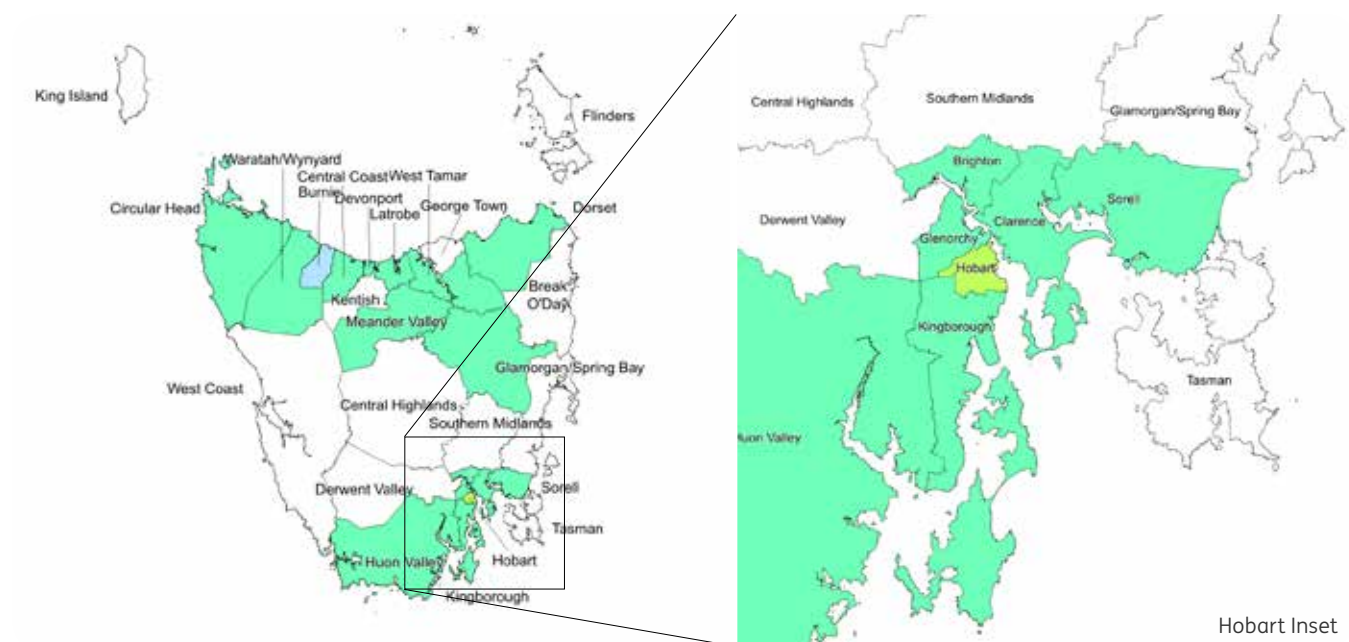 King Island
Flinders
Waratah/Wynyard
Central Coast
West Tamar
Burnie
Devonport
Latrobe
George Town
Circular Head
Dorset
Break
O'Day
Kentish
Meander Valley
Glamorgan/Spring Bay
West Coast
Central Highlands
Southern Midlands
Derwent Valley
Sorell
Tasman
Hobart
Huon Valley
Kingborough
Central Highlands
Southern Midlands
Glamorgan/Spring Bay
Brighton
Sorell
Derwent Valley
Clarence
Glenorchy
Hobart
Kingborough
Tasman
Huon Valley
Hobart Inset